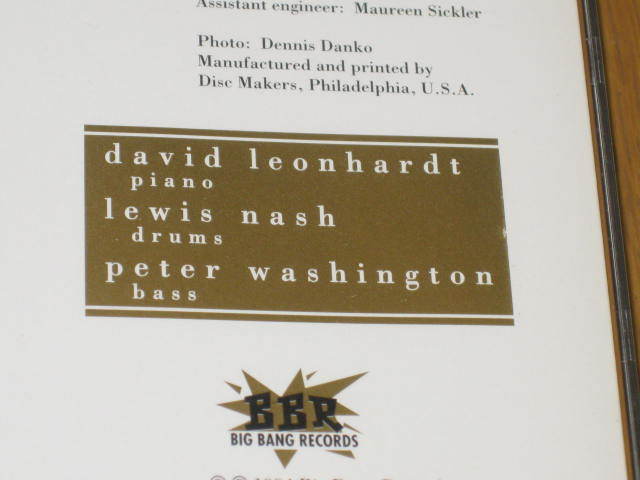 Assistant engineer: Maureen Sickler
Photo: Dennis Danko
Manufactured and printed by
Disc Makers, Philadelphia, U.S.A.
david leonhardt
piano
lewis nash
drums
peter washington
bass
BBR
BIG BANG RECORDS